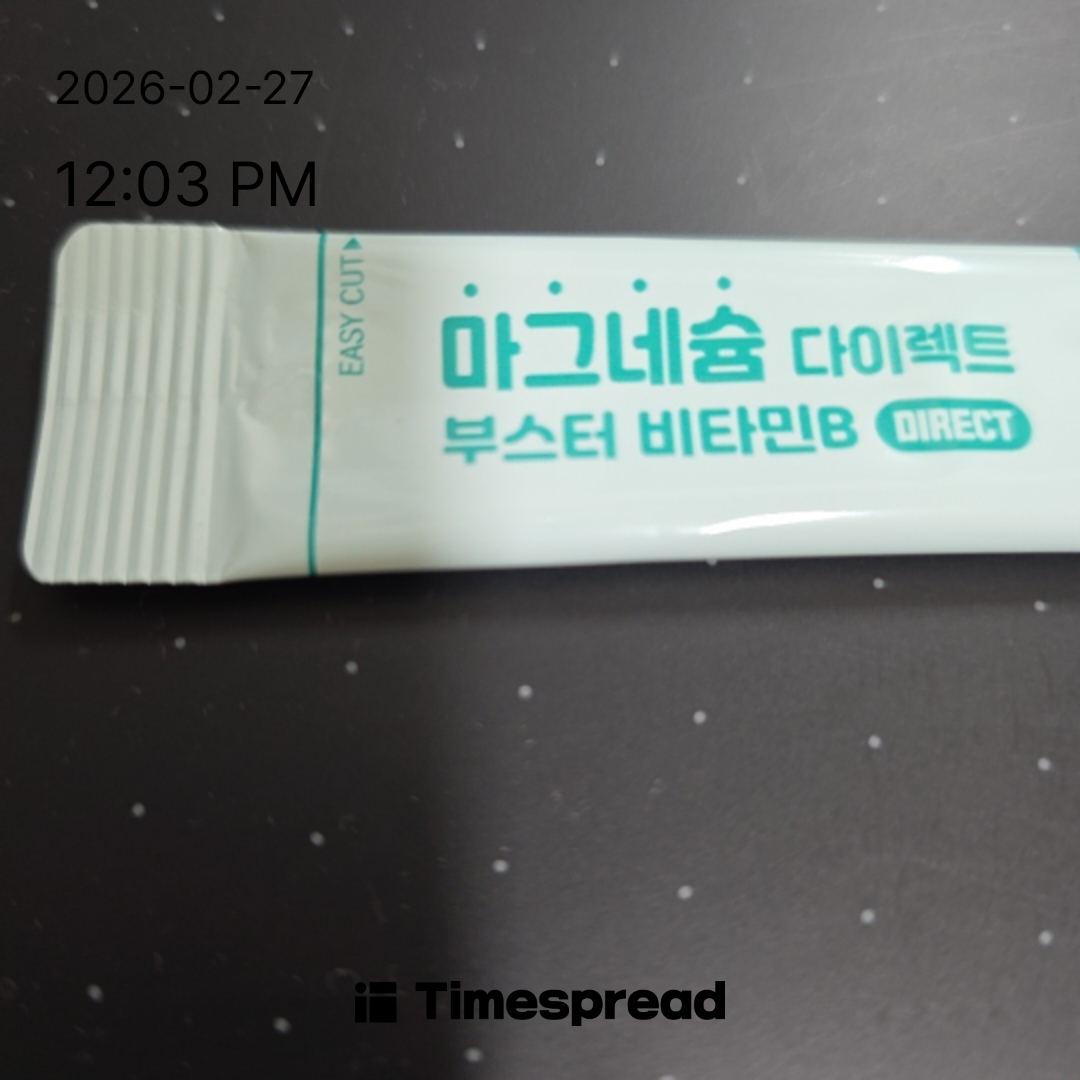 2026-02-27
12:03 PM
EASY CUT
마그네슘 다이렉트
부스터 비타민B DIRECT
Timespread